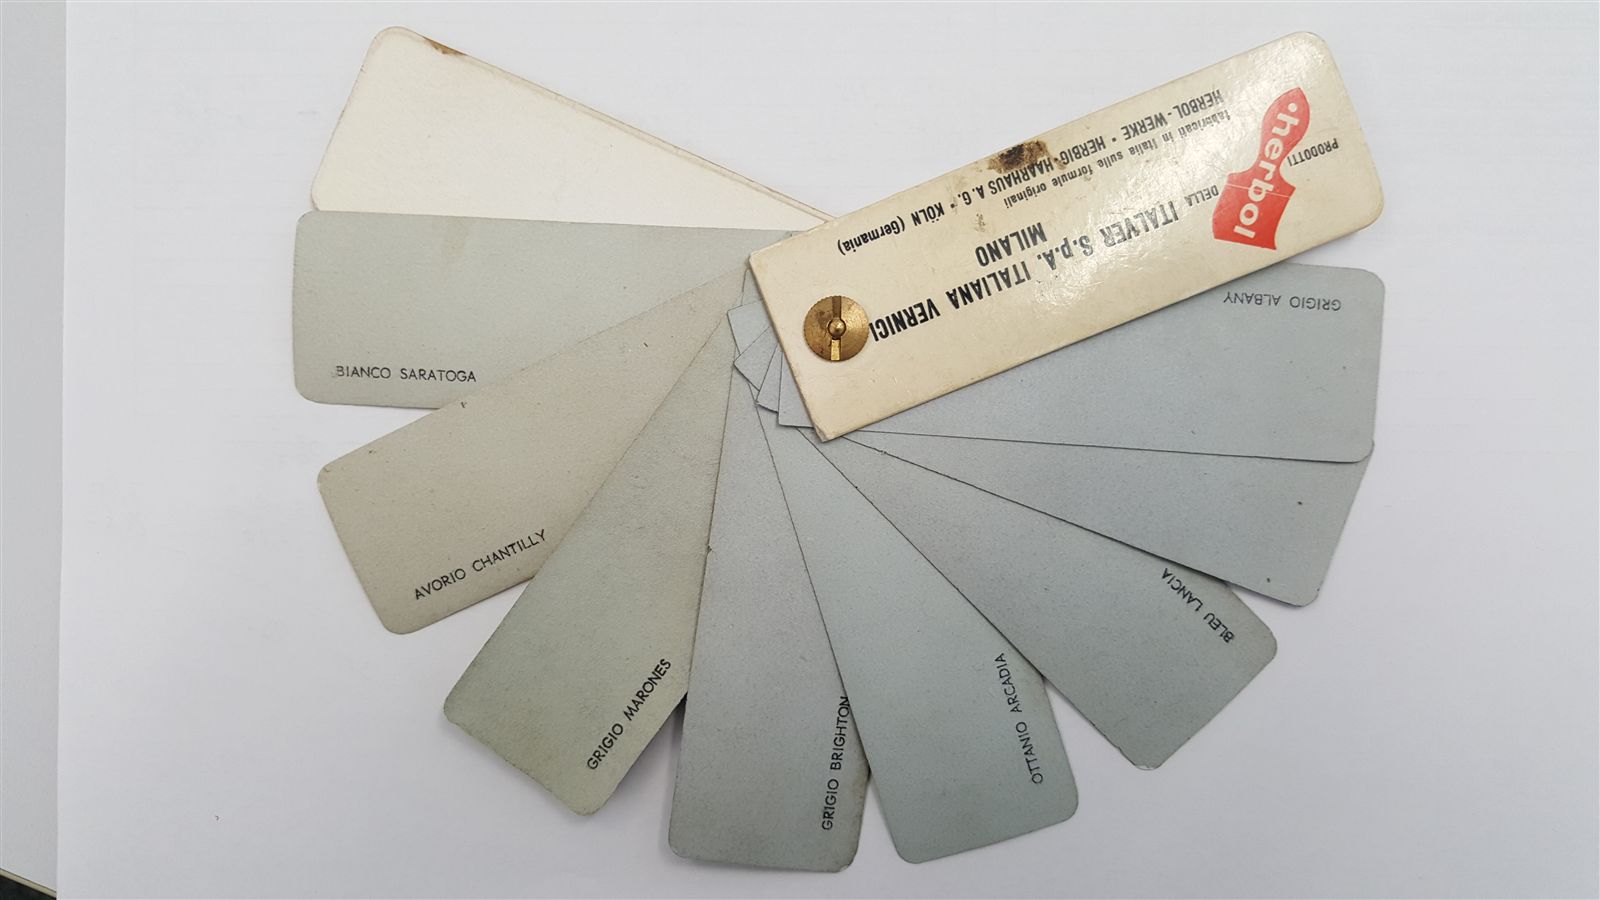 PRODOTTI
herbol
DELLA ITALVER S.p.A. ITALIANA VERNICI
MILANO
fabbricati in Italia sulle formule originali
HERBOL-WERKE * HERBIG-HAARHAUS A.G." KÖLN (Germania)
BIANCO SARATOGA
AVORIO CHANTILLY
GRIGIO MARONES
GRIGIO BRIGHTON
OTTANIO ARCADIA
BLEU LANCIA
GRIGIO ALBANY